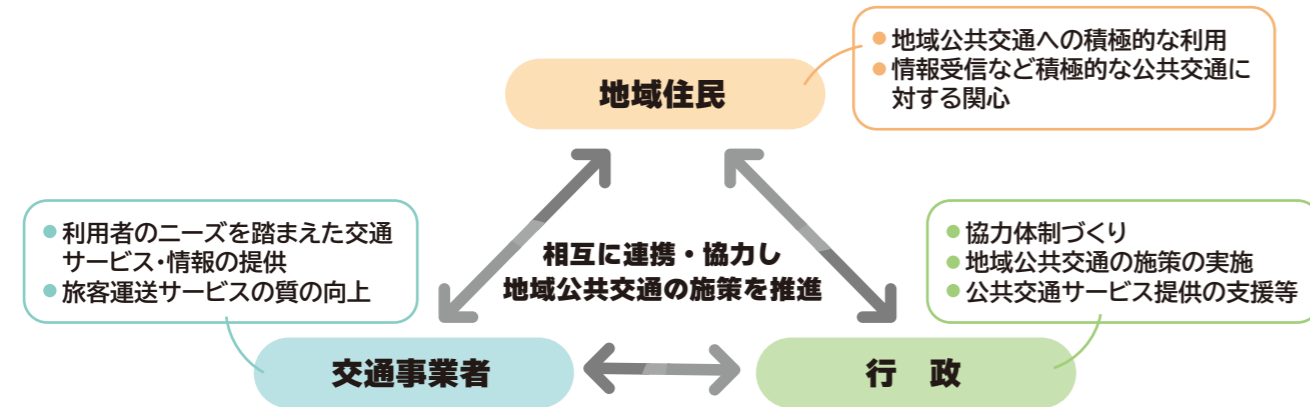 ● 地域公共交通への積極的な利用
● 情報受信など積極的な公共交通に
対する関心
地域住民
● 利用者のニーズを踏まえた交通
サービス・情報の提供
● 旅客運送サービスの質の向上
相互に連携・協力し
地域公共交通の施策を推進
● 協力体制づくり
● 地域公共交通の施策の実施
● 公共交通サービス提供の支援等
交通事業者
行　政